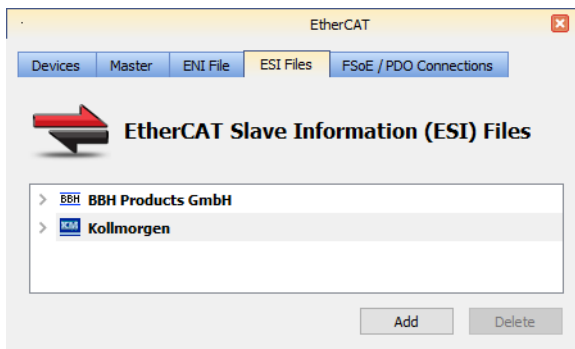 EtherCAT
Devices Master ENI File ESI Files FSoE / PDO Connections
EtherCAT Slave Information (ESI) Files
BBH BBH Products GmbH
KM Kollmorgen
Add Delete